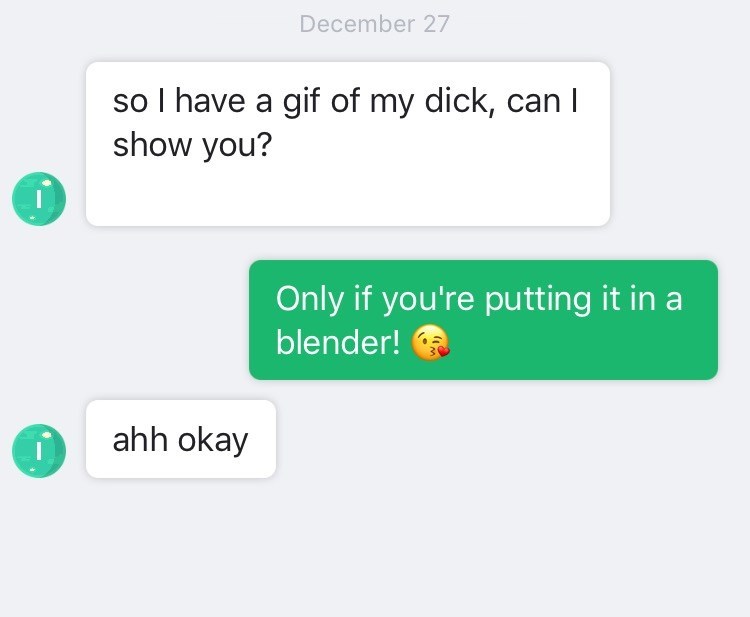 December 27
so I have a gif of my dick, can I
show you?
I
Only if you're putting it in a
blender! 😘
ahh okay
I